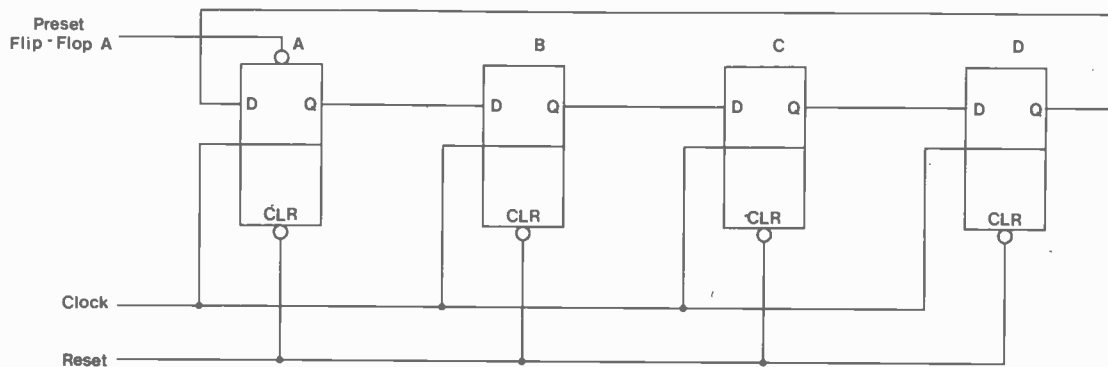 Preset
Flip - Flop A
A
B
C
D
D Q
D Q
D Q
D Q
CLR
CLR
CLR
CLR
Clock
Reset